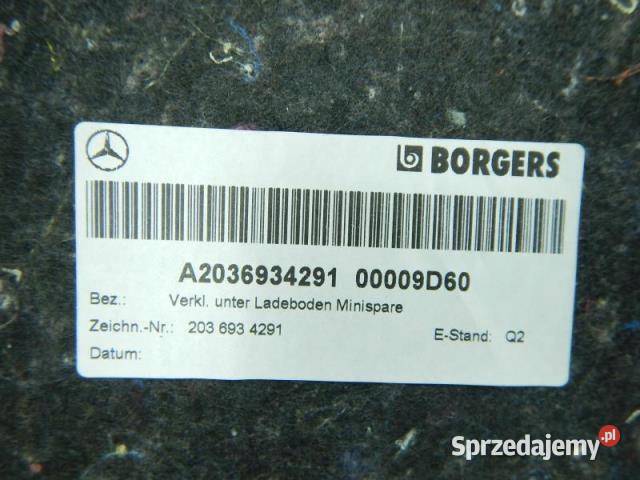 BORGERS
A2036934291 00009D60
Bez.: Verkl. unter Ladeboden Minispare
Zeichn.-Nr.: 203 693 4291 E-Stand: Q2
Datum:
Sprzedajemy.pl